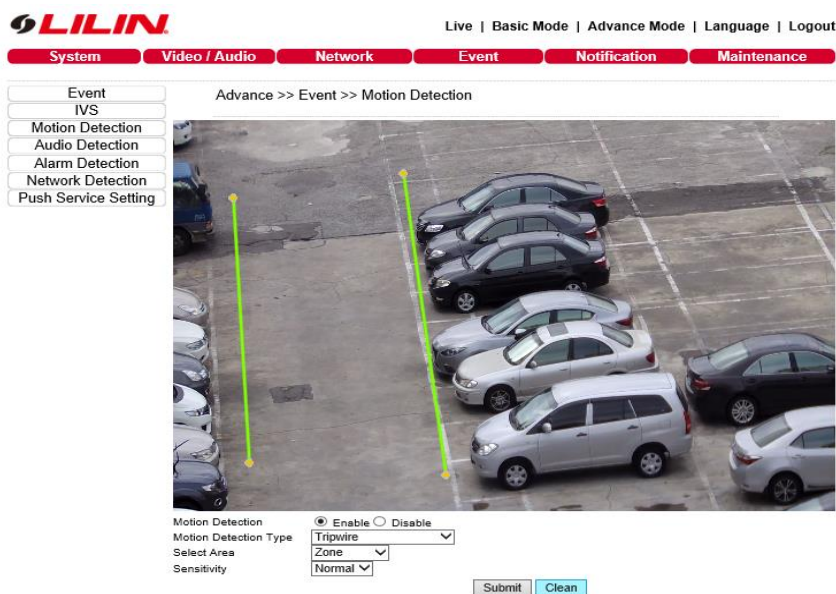 LILIN
Live | Basic Mode | Advance Mode | Language | Logout
System Video / Audio Network Event Notification Maintenance
Event
IVS
Motion Detection
Audio Detection
Alarm Detection
Network Detection
Push Service Setting
Advance >> Event >> Motion Detection
Motion Detection Enable Disable
Motion Detection Type Tripwire
Select Area Zone
Sensitivity Normal
Submit Clean